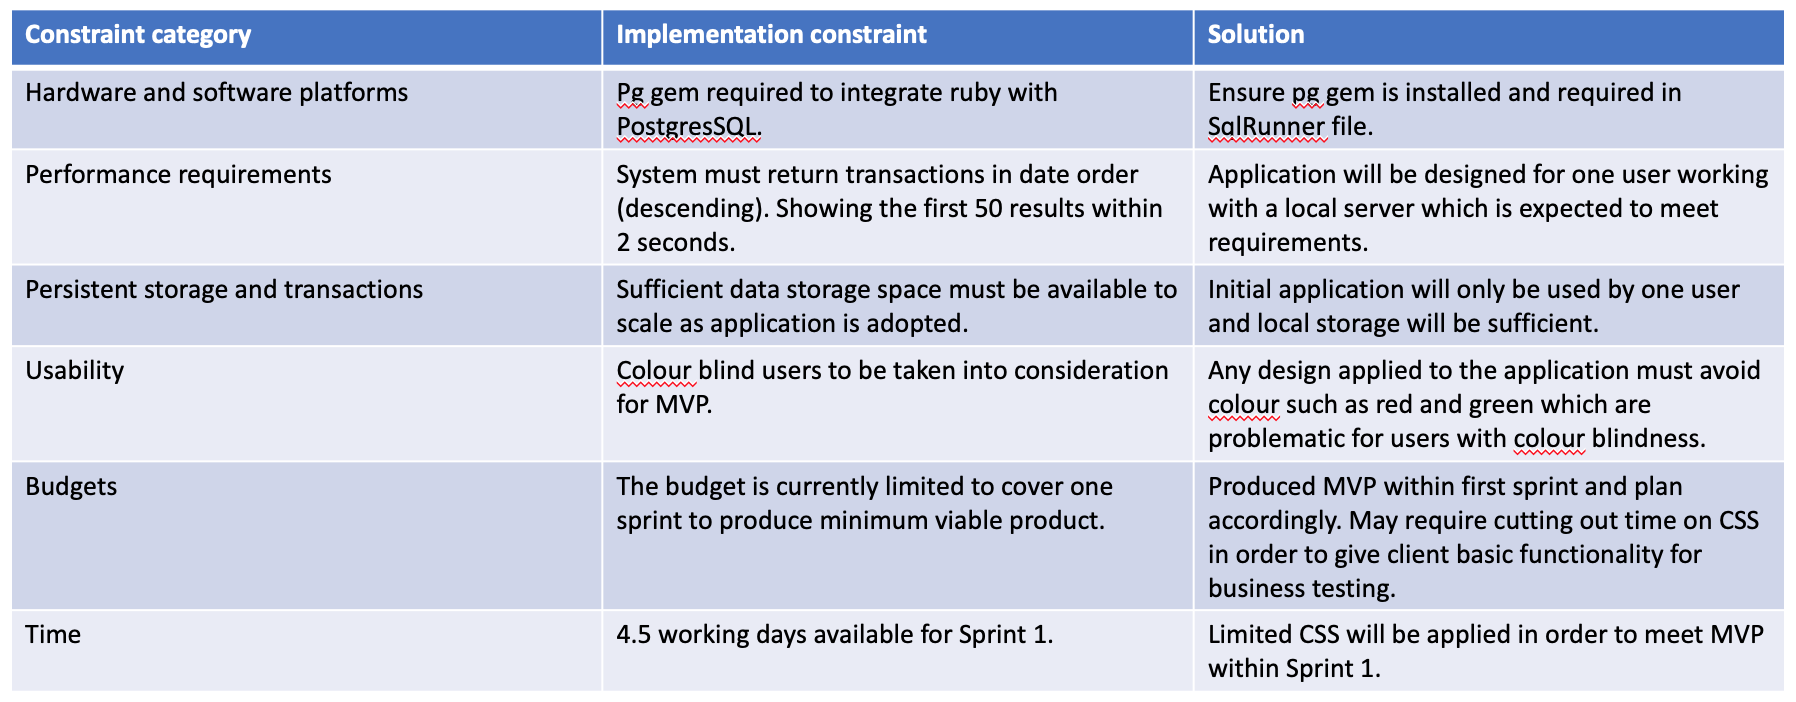 Constraint category
Implementation constraint
Solution
Hardware and software platforms
Pg gem required to integrate ruby with
PostgresSQL.
Ensure pg gem is installed and required in
SqlRunner file.
Performance requirements
System must return transactions in date order
(descending). Showing the first 50 results within
2 seconds.
Application will be designed for one user working
with a local server which is expected to meet
requirements.
Persistent storage and transactions
Sufficient data storage space must be available to
scale as application is adopted.
Initial application will only be used by one user
and local storage will be sufficient.
Usability
Colour blind users to be taken into consideration
for MVP.
Any design applied to the application must avoid
colour such as red and green which are
problematic for users with colour blindness.
Budgets
The budget is currently limited to cover one
sprint to produce minimum viable product.
Produced MVP within first sprint and plan
accordingly. May require cutting out time on CSS
in order to give client basic functionality for
business testing.
Time
4.5 working days available for Sprint 1.
Limited CSS will be applied in order to meet MVP
within Sprint 1.